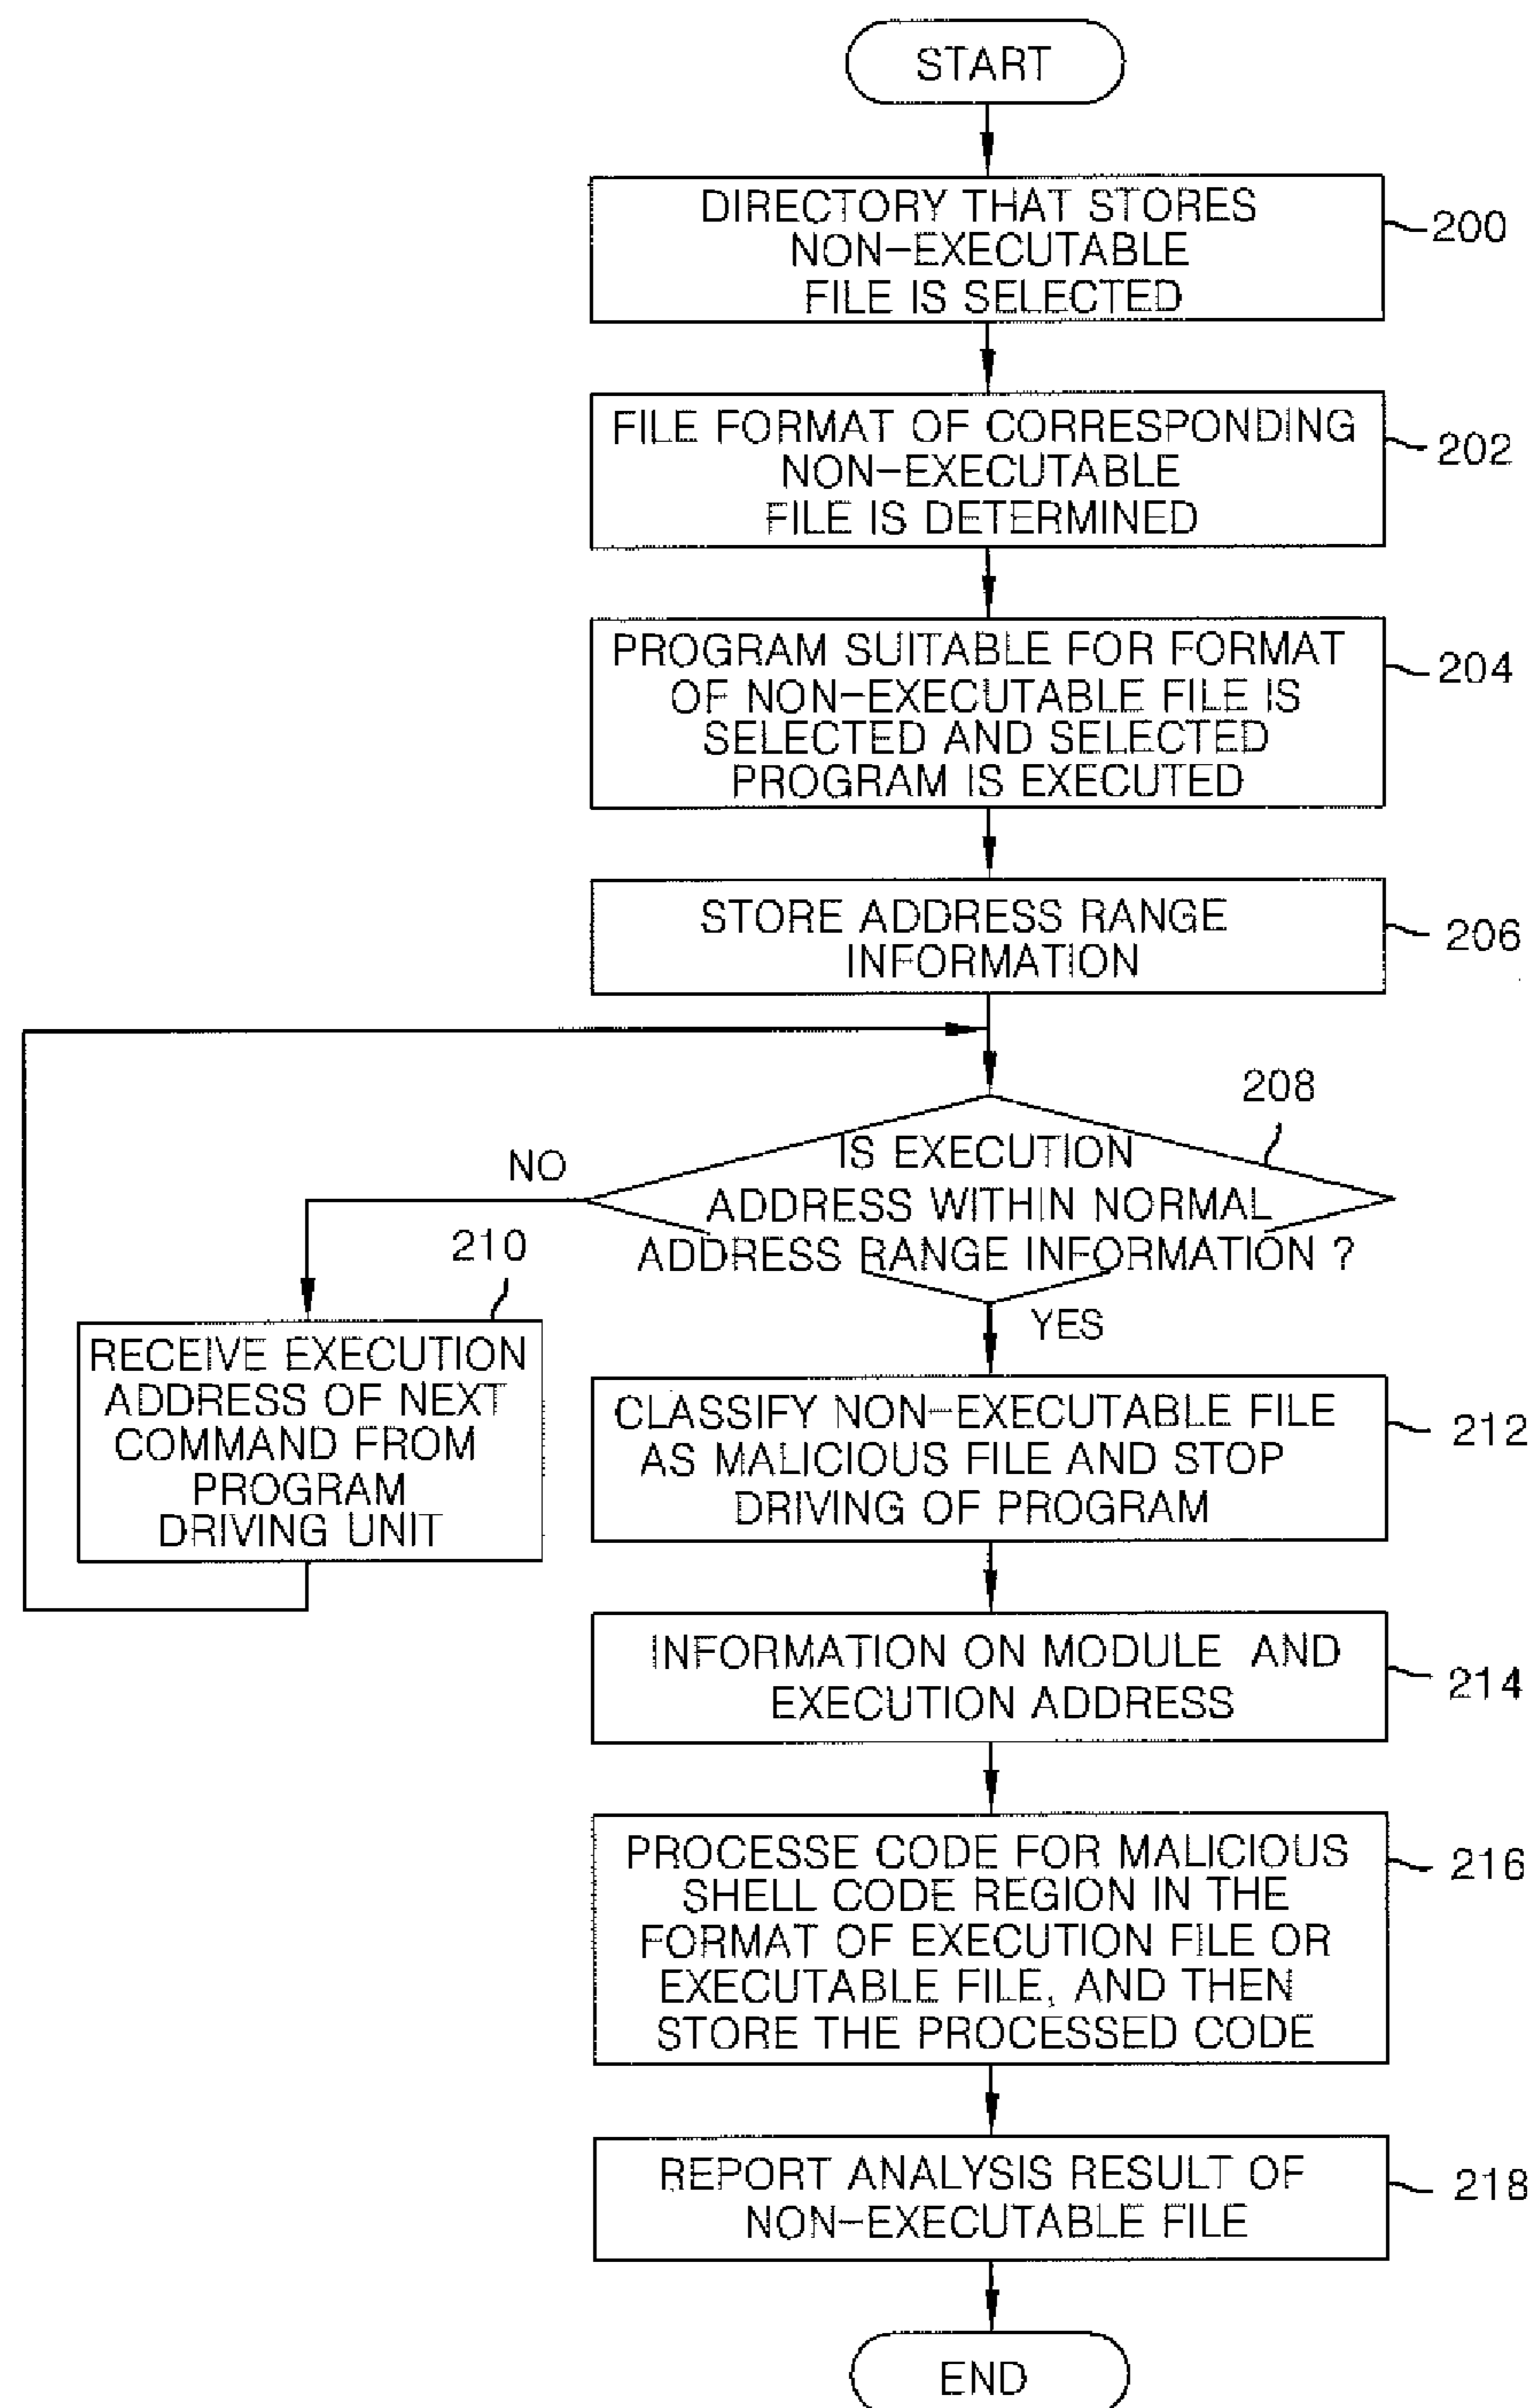 START
DIRECTORY THAT STORES
NON-EXECUTABLE
FILE IS SELECTED
200
FILE FORMAT OF CORRESPONDING
NON-EXECUTABLE
FILE IS DETERMINED
202
PROGRAM SUITABLE FOR FORMAT
OF NON-EXECUTABLE FILE IS
SELECTED AND SELECTED
PROGRAM IS EXECUTED
204
STORE ADDRESS RANGE
INFORMATION
206
208
IS EXECUTION
ADDRESS WITHIN NORMAL
ADDRESS RANGE INFORMATION ?
NO
210
RECEIVE EXECUTION
ADDRESS OF NEXT
COMMAND FROM
PROGRAM
DRIVING UNIT
YES
CLASSIFY NON-EXECUTABLE FILE
AS MALICIOUS FILE AND STOP
DRIVING OF PROGRAM
212
INFORMATION ON MODULE AND
EXECUTION ADDRESS
214
PROCESSE CODE FOR MALICIOUS
SHELL CODE REGION IN THE
FORMAT OF EXECUTION FILE OR
EXECUTABLE FILE, AND THEN
STORE THE PROCESSED CODE
216
REPORT ANALYSIS RESULT OF
NON-EXECUTABLE FILE
218
END